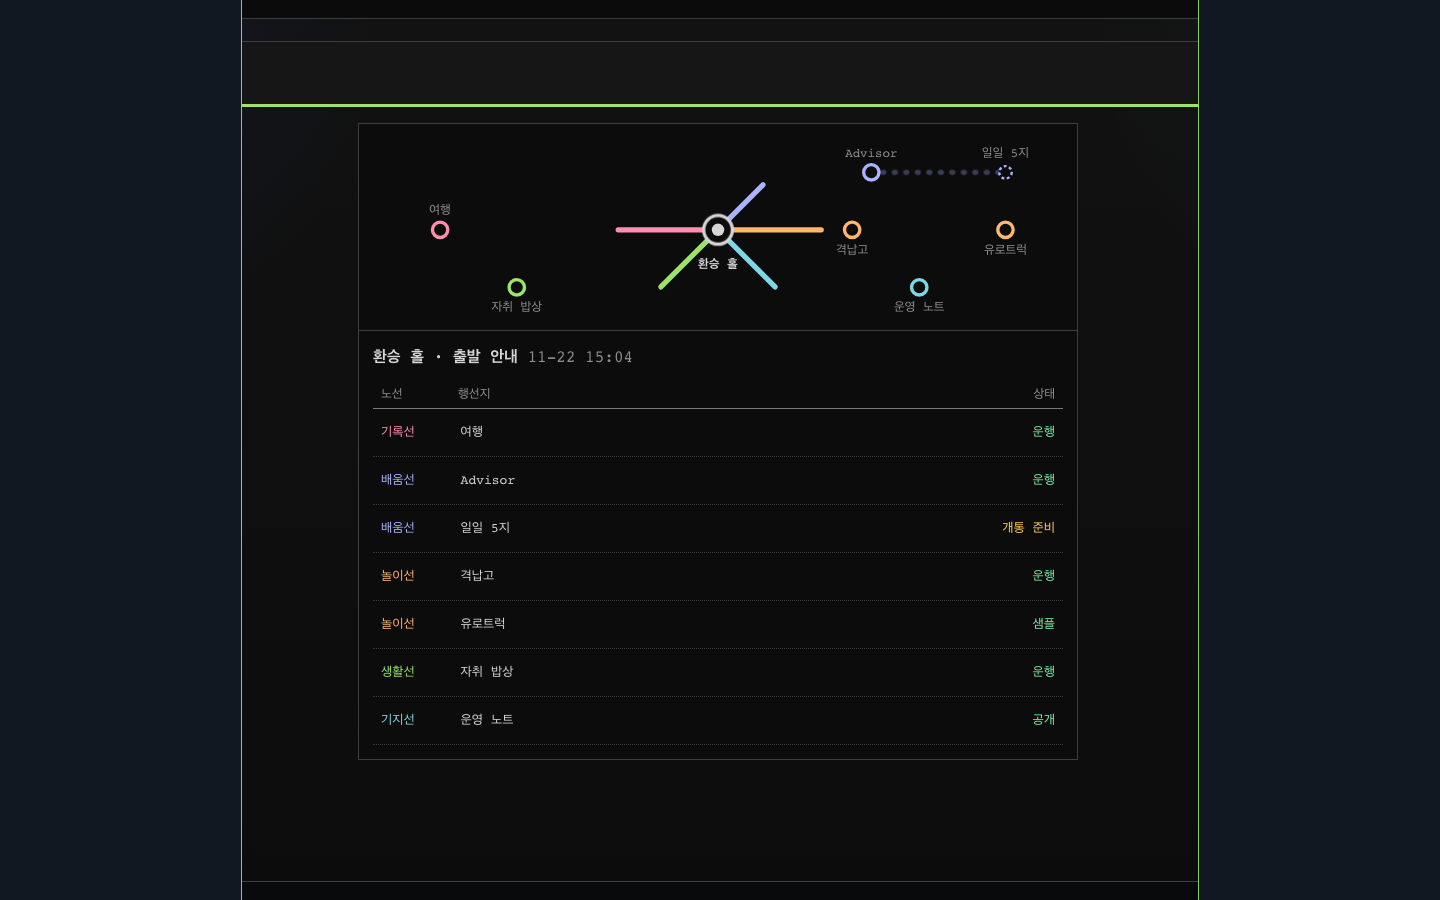 Advisor
일일 5지
여행
격납고
유로트럭
환승 홀
자취 밥상
운영 노트
환승 홀 · 출발 안내 11-22 15:04
노선 행선지 상태
기록선 여행 운행
배움선 Advisor 운행
배움선 일일 5지 개통 준비
놀이선 격납고 운행
놀이선 유로트럭 샘플
생활선 자취 밥상 운행
기지선 운영 노트 공개